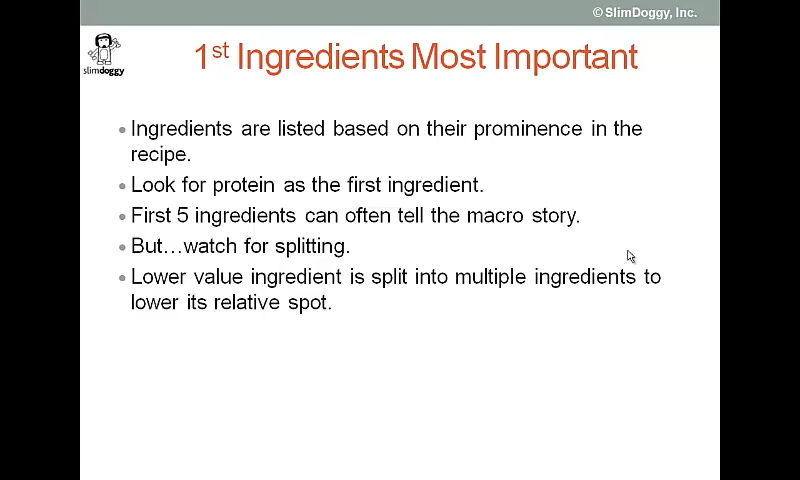 © SlimDoggy, Inc.
slimdoggy
1st Ingredients Most Important
Ingredients are listed based on their prominence in the
recipe.
Look for protein as the first ingredient.
First 5 ingredients can often tell the macro story.
But…watch for splitting.
Lower value ingredient is split into multiple ingredients to
lower its relative spot.